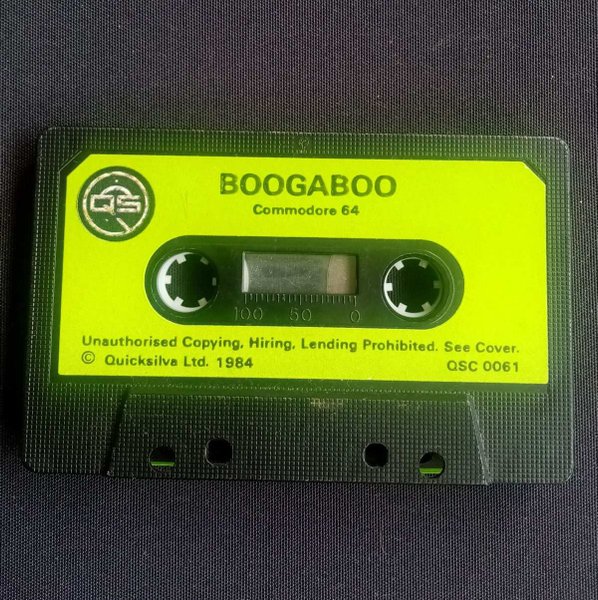 QS
BOOGABOO
Commodore 64
100 50 0
Unauthorised Copying, Hiring, Lending Prohibited. See Cover.
© Quicksilva Ltd. 1984 QSC 0061